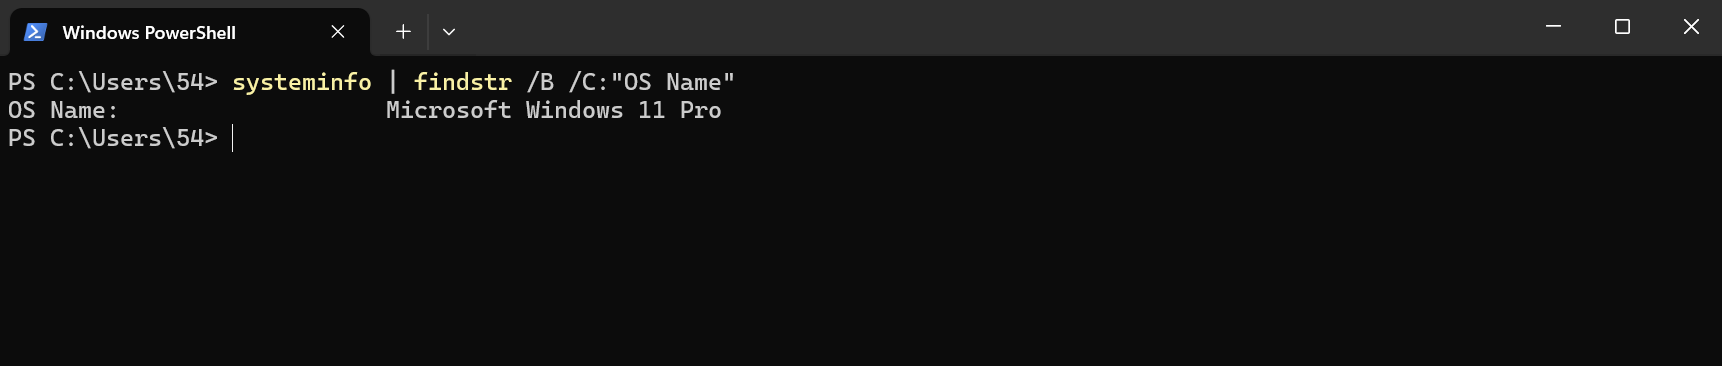 Windows PowerShell
PS C:\Users\54> systeminfo | findstr /B /C:"OS Name"
OS Name:                   Microsoft Windows 11 Pro
PS C:\Users\54>